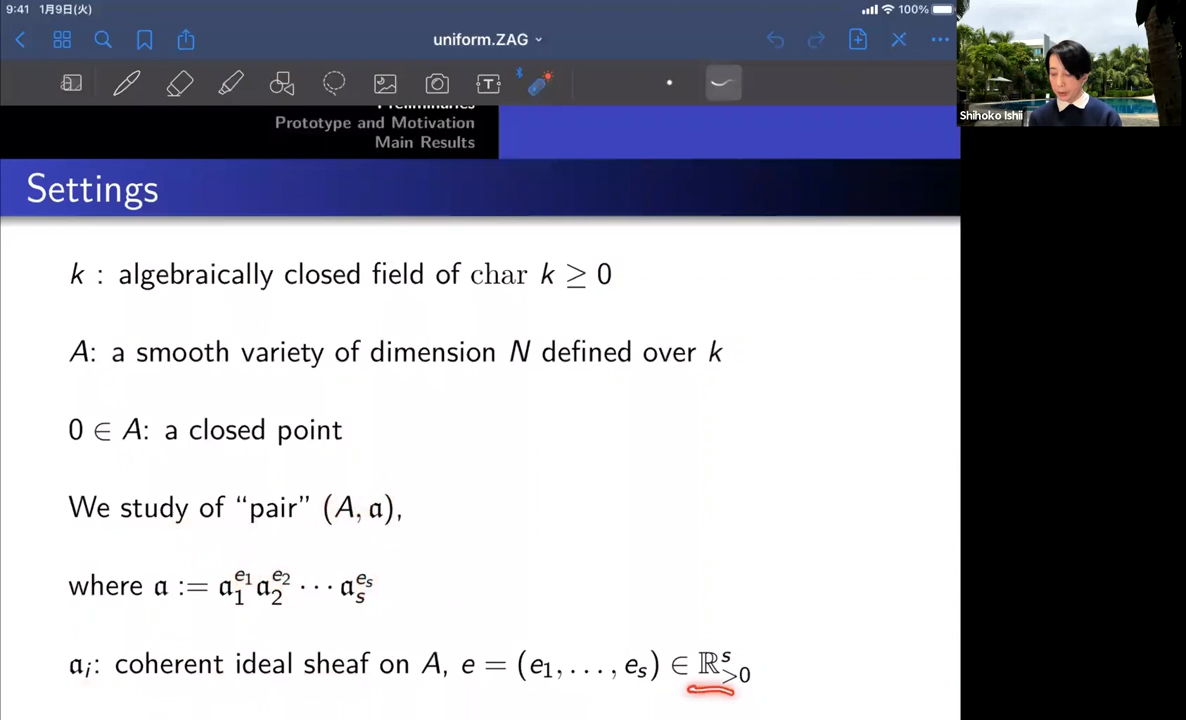 9:41 1月9日(火)
100%
uniform.ZAG
T
Shihoko Ishii
Preliminaries
Prototype and Motivation
Main Results
Settings
k : algebraically closed field of char k ≥ 0
A: a smooth variety of dimension N defined over k
0 ∈ A: a closed point
We study of “pair” (A, 𝔞),
where 𝔞 := 𝔞₁^{e₁}𝔞₂^{e₂} ⋯ 𝔞ₛ^{eₛ}
𝔞ᵢ: coherent ideal sheaf on A, e = (e₁, . . . , eₛ) ∈ ℝ^s_{>0}